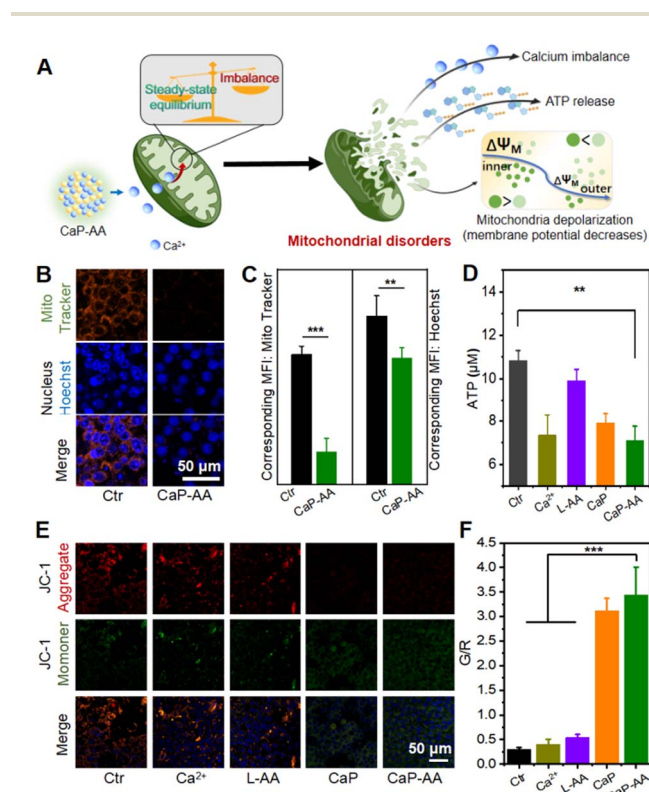 A
Steady-state
equilibrium
Imbalance
CaP-AA
Ca²⁺
Mitochondrial disorders
Calcium imbalance
ATP release
ΔΨM
inner
ΔΨM outer
<
>
Mitochondria depolarization
(membrane potential decreases)
B
Mito
Tracker
Nucleus
Hoechst
Merge
50 μm
Ctr
CaP-AA
C
Corresponding MFI: Mito Tracker
***
**
Corresponding MFI: Hoechst
Ctr
CaP-AA
Ctr
CaP-AA
D
ATP (μM)
14
12
11
10
8
7
6
**
Ctr
Ca²⁺
L-AA
CaP
CaP-AA
E
JC-1
Aggregate
JC-1
Momoner
Merge
50 μm
Ctr
Ca²⁺
L-AA
CaP
CaP-AA
F
G/R
4.5
4.0
3.5
3.0
2.5
2.0
1.5
1.0
0.5
0.0
***
Ctr
Ca²⁺
L-AA
CaP
CaP-AA